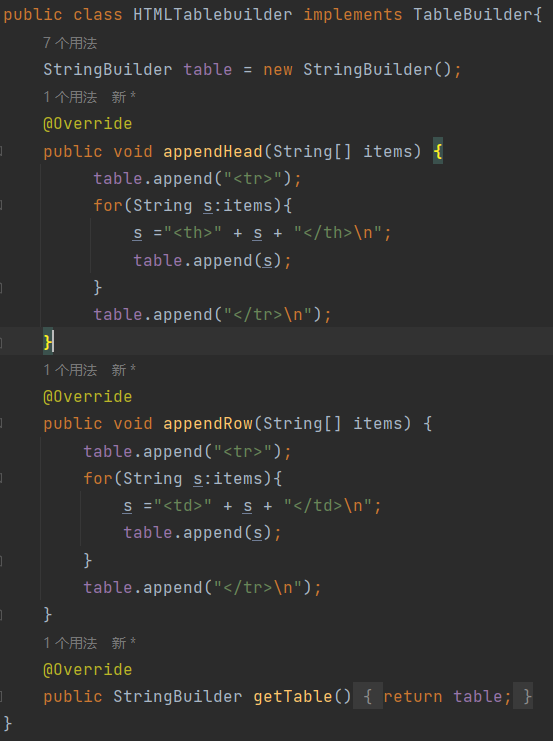 public class HTMLTablebuilder implements TableBuilder{
7 个用法
StringBuilder table = new StringBuilder();
1 个用法 新 *
@Override
public void appendHead(String[] items) {
table.append("<tr>");
for(String s:items){
s ="<th>" + s + "</th>\n";
table.append(s);
}
table.append("</tr>\n");
}
1 个用法 新 *
@Override
public void appendRow(String[] items) {
table.append("<tr>");
for(String s:items){
s ="<td>" + s + "</td>\n";
table.append(s);
}
table.append("</tr>\n");
}
1 个用法 新 *
@Override
public StringBuilder getTable() { return table; }
}